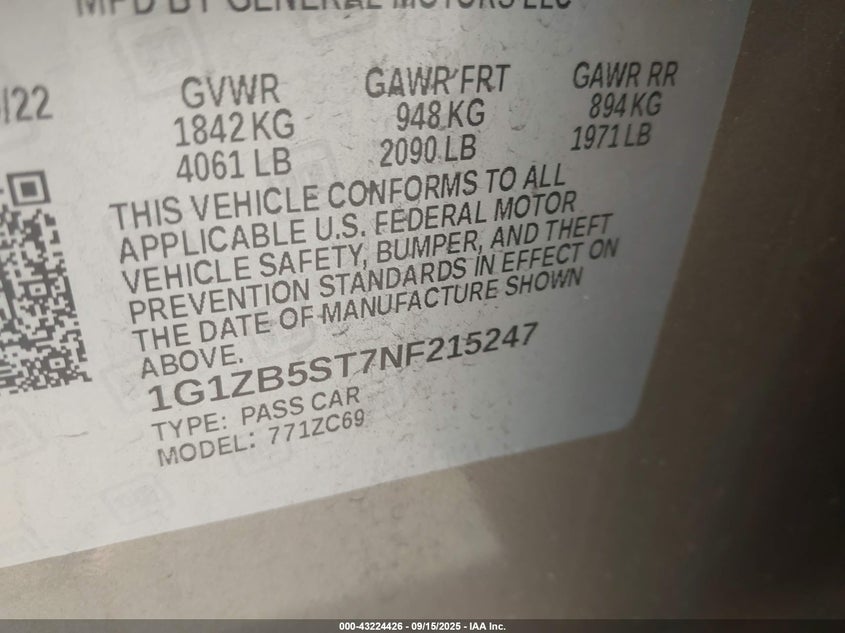 MFD BY GENERAL MOTORS LLC
/22
GVWR
1842 KG
4061 LB
GAWR FRT
948 KG
2090 LB
GAWR RR
894 KG
1971 LB
THIS VEHICLE CONFORMS TO ALL
APPLICABLE U.S. FEDERAL MOTOR
VEHICLE SAFETY, BUMPER, AND THEFT
PREVENTION STANDARDS IN EFFECT ON
THE DATE OF MANUFACTURE SHOWN
ABOVE.
1G1ZB5ST7NF215247
TYPE: PASS CAR
MODEL: 771ZC69
000-43224426 - 09/15/2025 - IAA Inc.